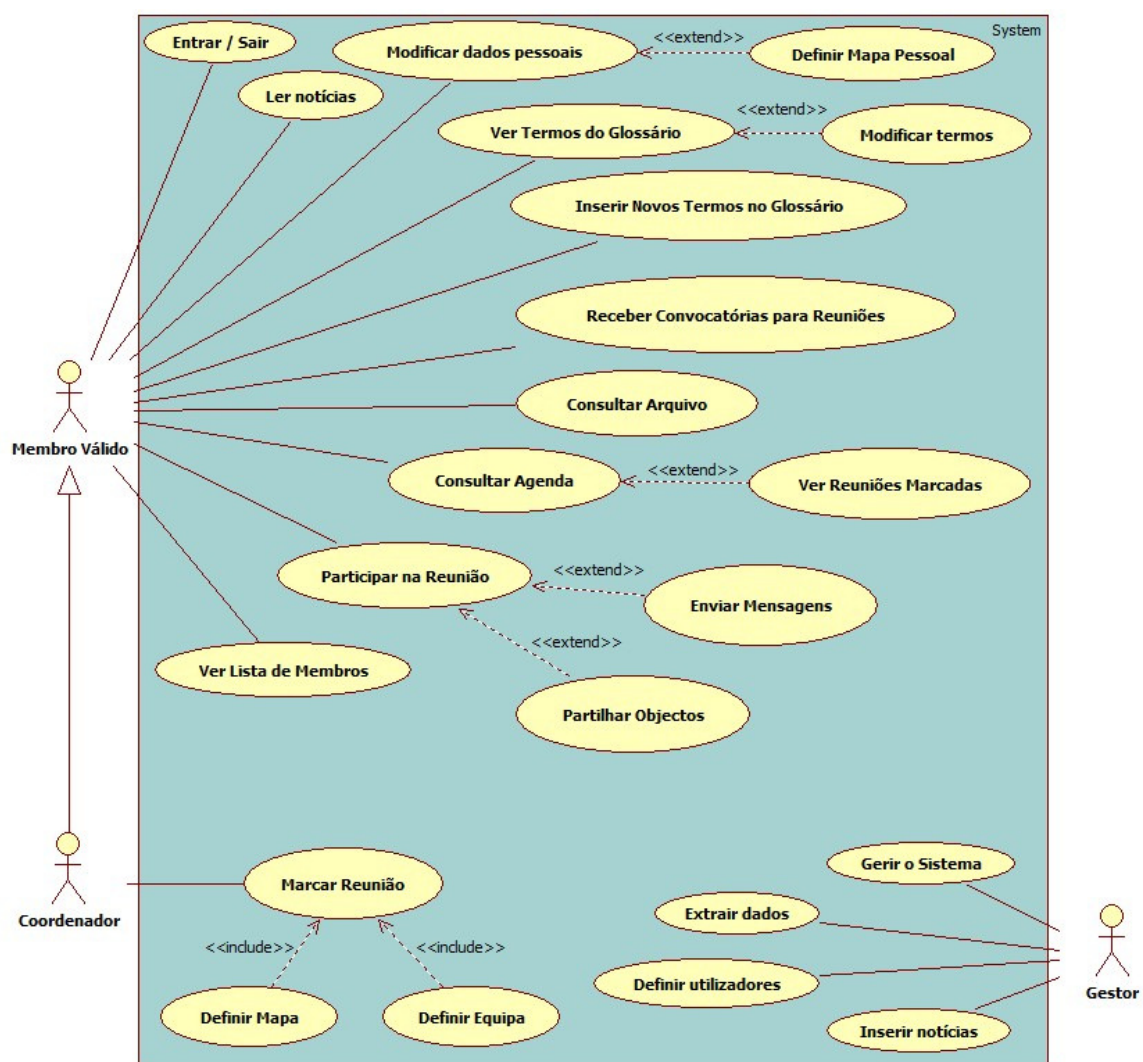 Entrar / Sair
Modificar dados pessoais
<<extend>>
Definir Mapa Pessoal
System
Ler notícias
Ver Termos do Glossário
<<extend>>
Modificar termos
Inserir Novos Termos no Glossário
Receber Convocatórias para Reuniões
Consultar Arquivo
Membro Válido
Consultar Agenda
<<extend>>
Ver Reuniões Marcadas
Participar na Reunião
<<extend>>
Enviar Mensagens
<<extend>>
Ver Lista de Membros
Partilhar Objectos
Gerir o Sistema
Marcar Reunião
Coordenador
Extrair dados
<<include>>
<<include>>
Definir utilizadores
Gestor
Definir Mapa
Definir Equipa
Inserir notícias